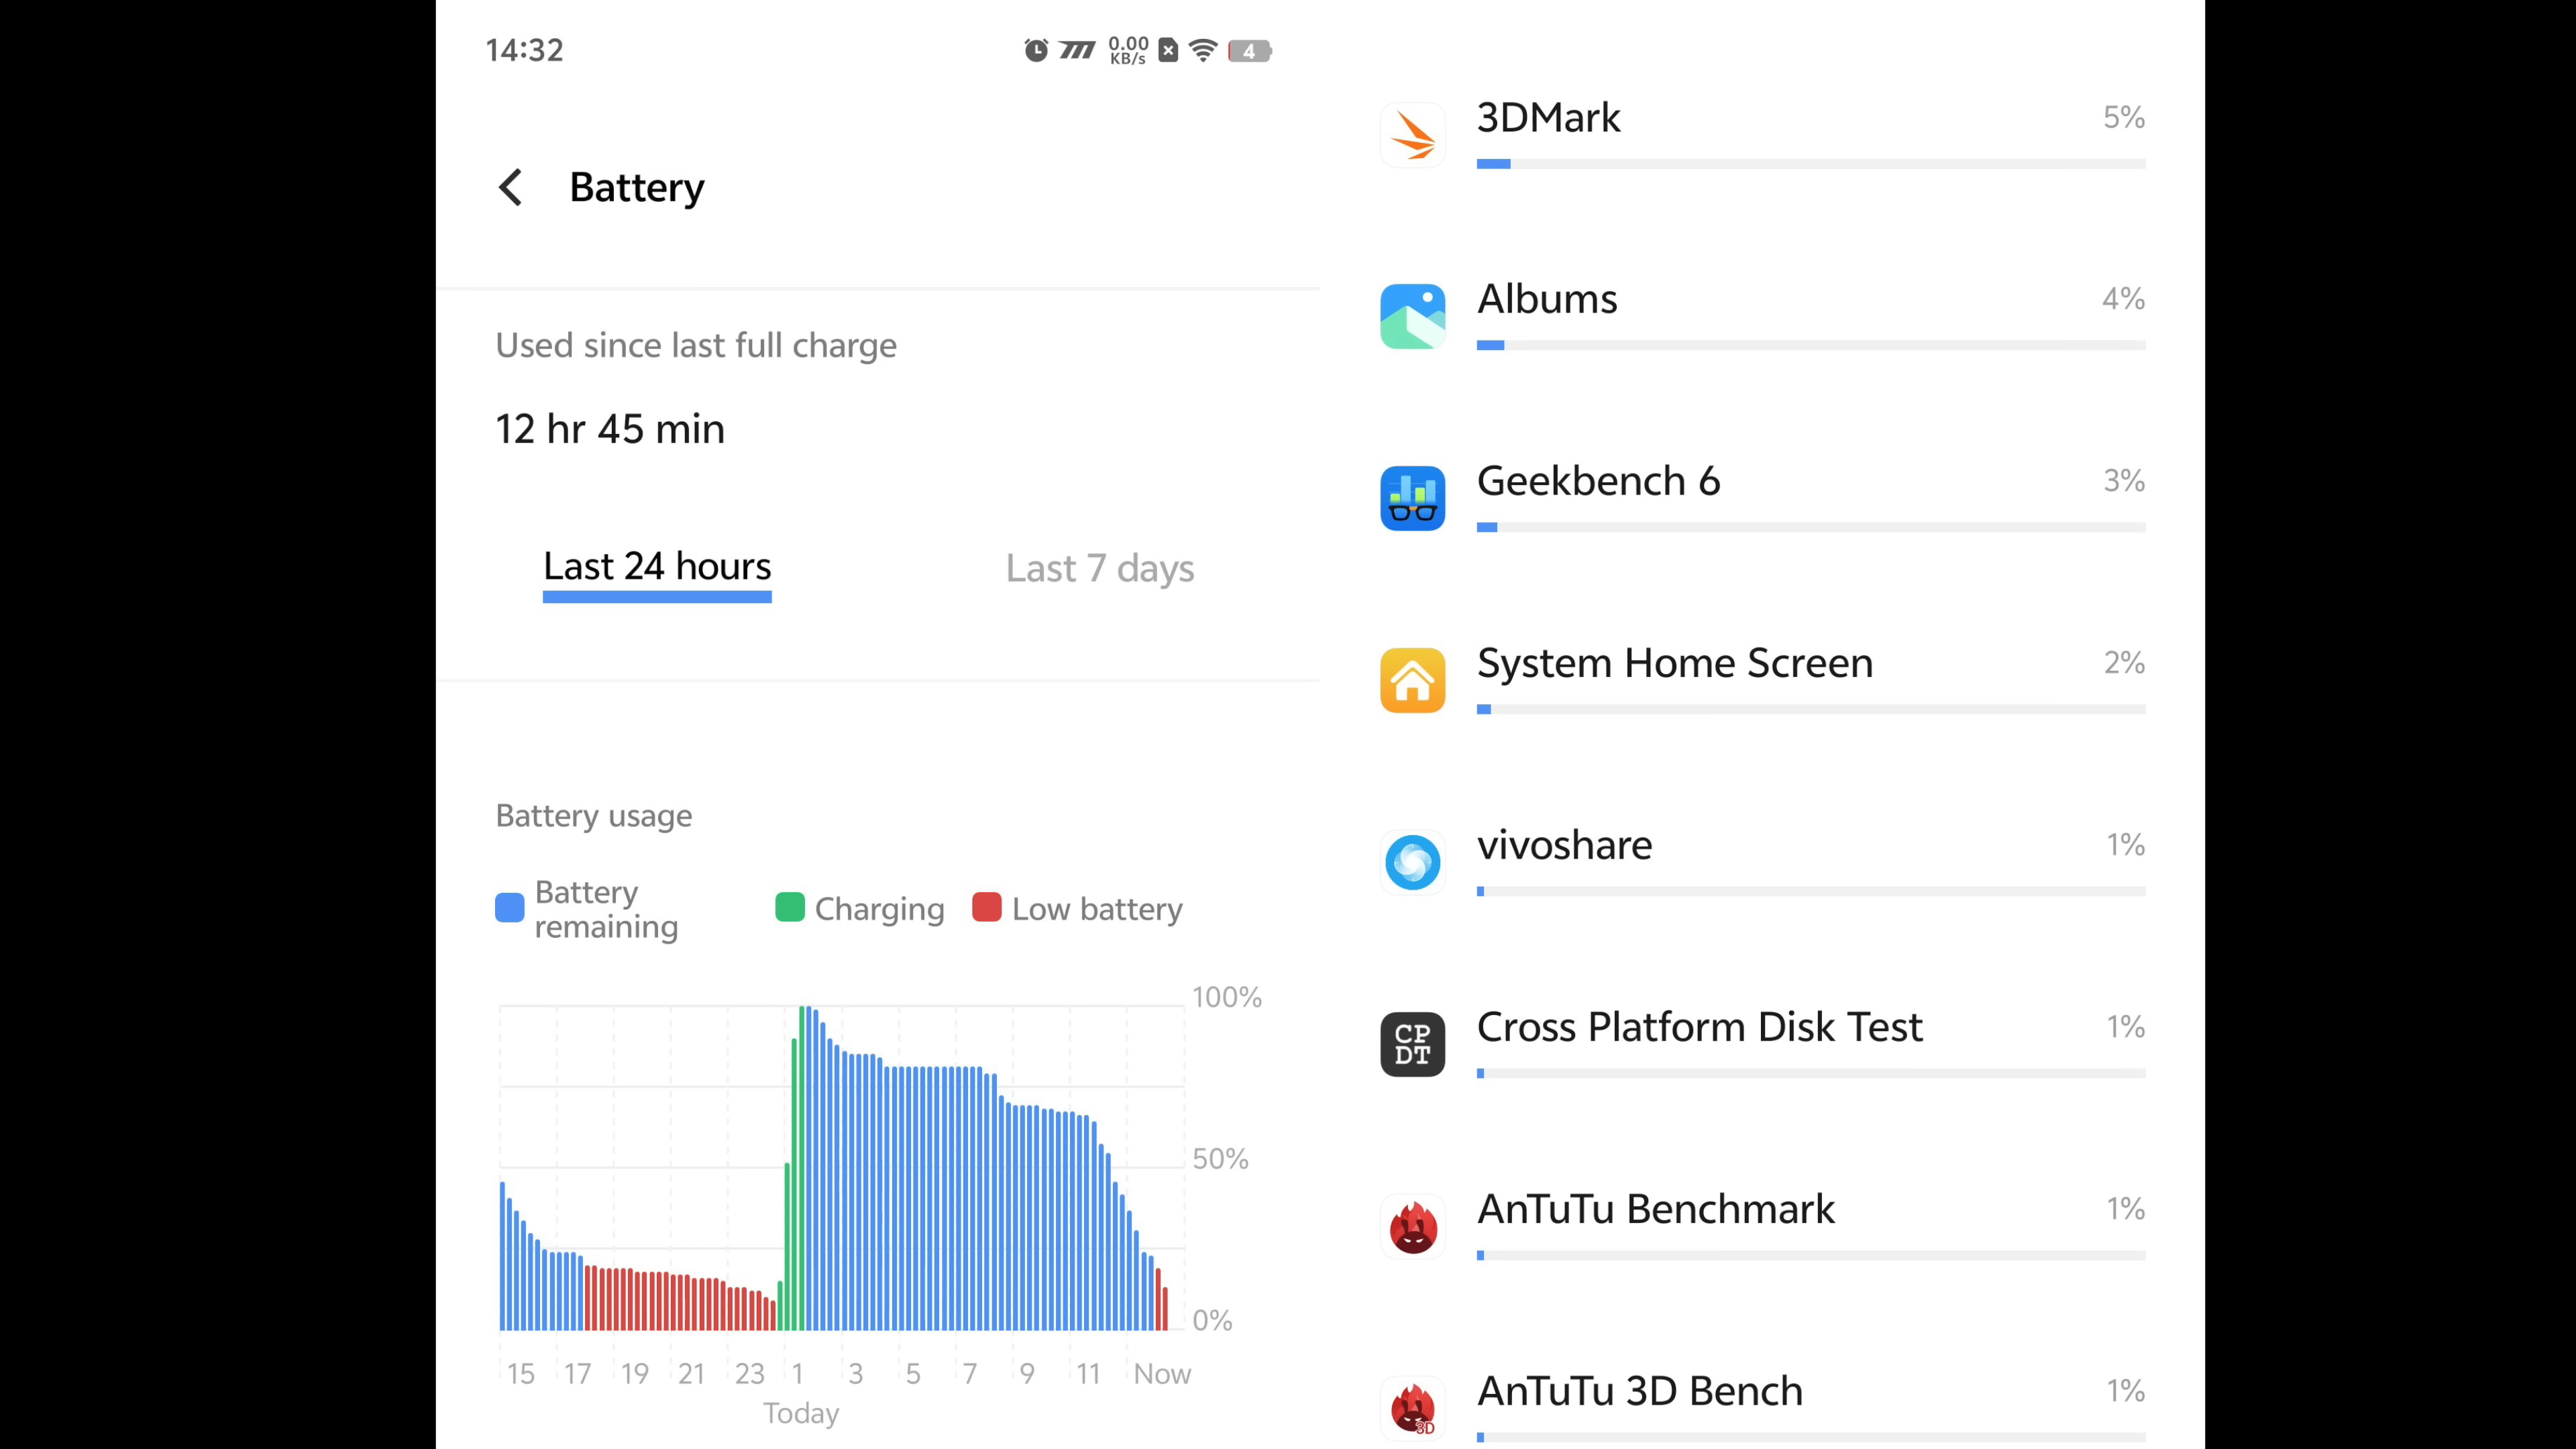 14:32
0.00
KB/s
4
Battery
Used since last full charge
12 hr 45 min
Last 24 hours
Last 7 days
Battery usage
Battery
remaining
Charging
Low battery
100%
50%
0%
15 17 19 21 23 1 3 5 7 9 11 Now
Today
3DMark 5%
Albums 4%
Geekbench 6 3%
System Home Screen 2%
vivoshare 1%
CP
DT
Cross Platform Disk Test 1%
AnTuTu Benchmark 1%
AnTuTu 3D Bench 1%
3D